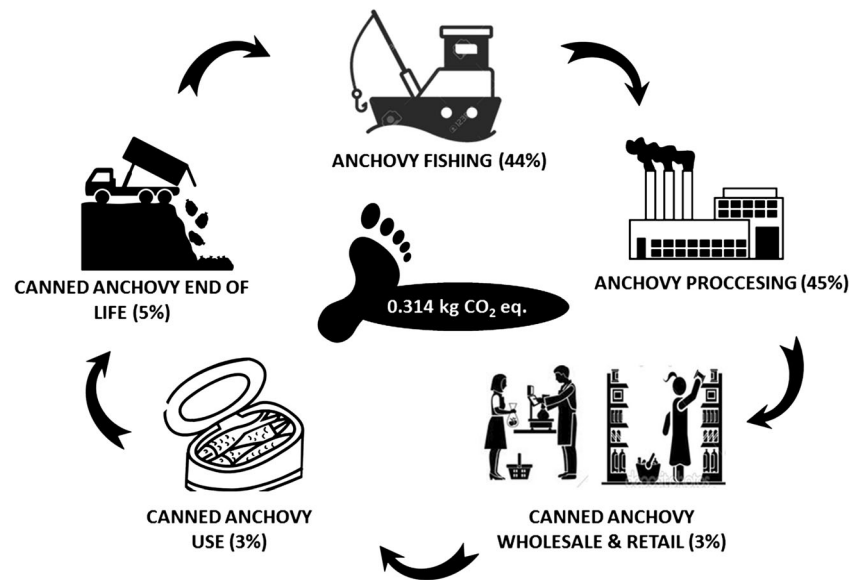 ANCHOVY FISHING (44%)
ANCHOVY PROCCESING (45%)
CANNED ANCHOVY END OF
LIFE (5%)
0.314 kg CO₂ eq.
CANNED ANCHOVY
USE (3%)
CANNED ANCHOVY
WHOLESALE & RETAIL (3%)